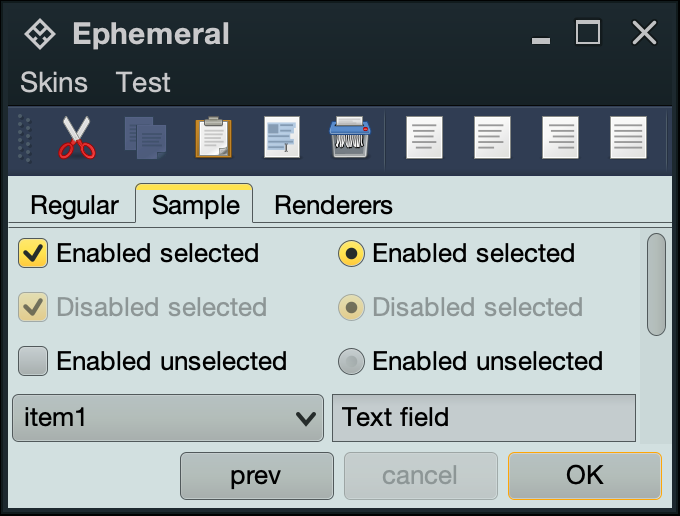 Ephemeral
Skins Test
Regular Sample Renderers
Enabled selected Enabled selected
Disabled selected Disabled selected
Enabled unselected Enabled unselected
item1 Text field
prev cancel OK